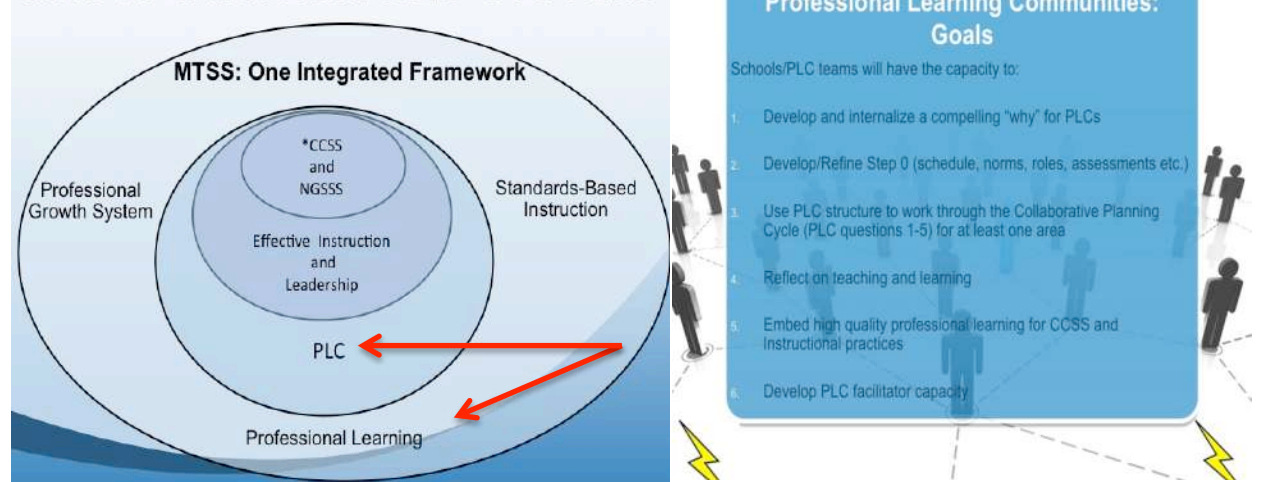 MTSS: One Integrated Framework
*CCSS
and
NGSSS
Professional
Growth System
Standards-Based
Instruction
Effective Instruction
and
Leadership
PLC
Professional Learning
Professional Learning Communities:
Goals
Schools/PLC teams will have the capacity to:
1. Develop and internalize a compelling “why” for PLCs
2. Develop/Refine Step 0 (schedule, norms, roles, assessments etc.)
3. Use PLC structure to work through the Collaborative Planning
Cycle (PLC questions 1-5) for at least one area
4. Reflect on teaching and learning
5. Embed high quality professional learning for CCSS and
Instructional practices
6. Develop PLC facilitator capacity